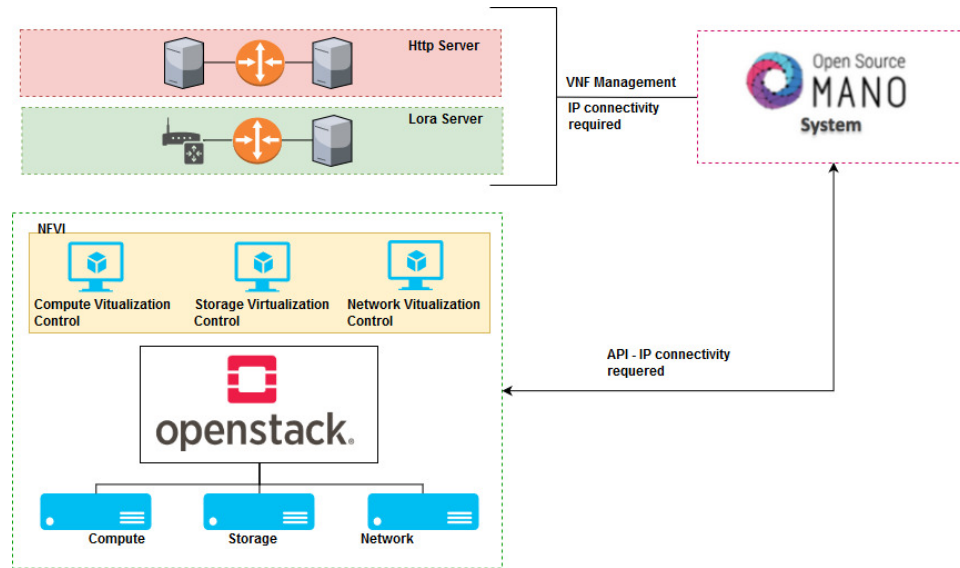 Http Server
Lora Server
VNF Management
IP connectivity
required
Open Source
MANO
System
NFVI
Compute Vitualization
Control
Storage Virtualization
Control
Network Vitualization
Control
openstack.
API - IP connectivity
requered
Compute
Storage
Network